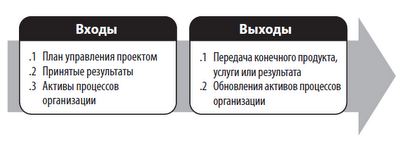 Входы
.1 План управления проектом
.2 Принятые результаты
.3 Активы процессов
организации
Выходы
.1 Передача конечного продукта,
услуги или результата
.2 Обновления активов процессов
организации